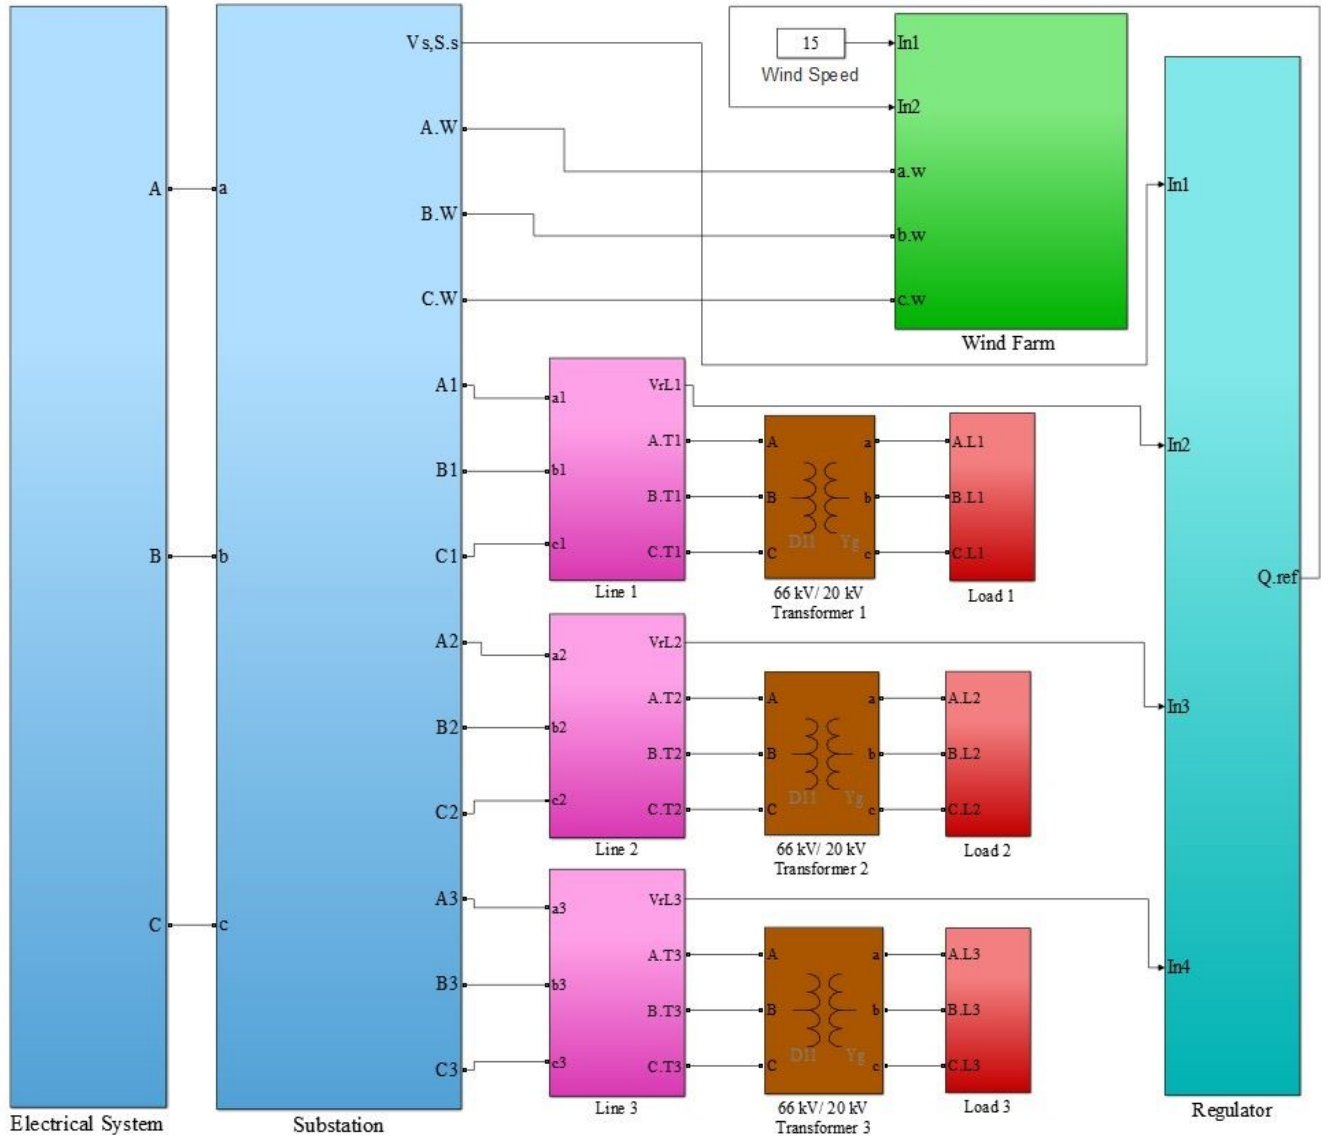 A
B
C
Electrical System
a
b
c
Vs,S.s
A.W
B.W
C.W
A1
B1
C1
A2
B2
C2
A3
B3
C3
Substation
15
Wind Speed
In1
In2
a.w
b.w
c.w
Wind Farm
a1
b1
c1
VrL1
A.T1
B.T1
C.T1
Line 1
A
B
C
a
b
c
D11
Yg
66 kV/ 20 kV
Transformer 1
A.L1
B.L1
C.L1
Load 1
a2
b2
c2
VrL2
A.T2
B.T2
C.T2
Line 2
A
B
C
a
b
c
D11
Yg
66 kV/ 20 kV
Transformer 2
A.L2
B.L2
C.L2
Load 2
a3
b3
c3
VrL3
A.T3
B.T3
C.T3
Line 3
A
B
C
a
b
c
D11
Yg
66 kV/ 20 kV
Transformer 3
A.L3
B.L3
C.L3
Load 3
In1
In2
In3
In4
Q.ref
Regulator